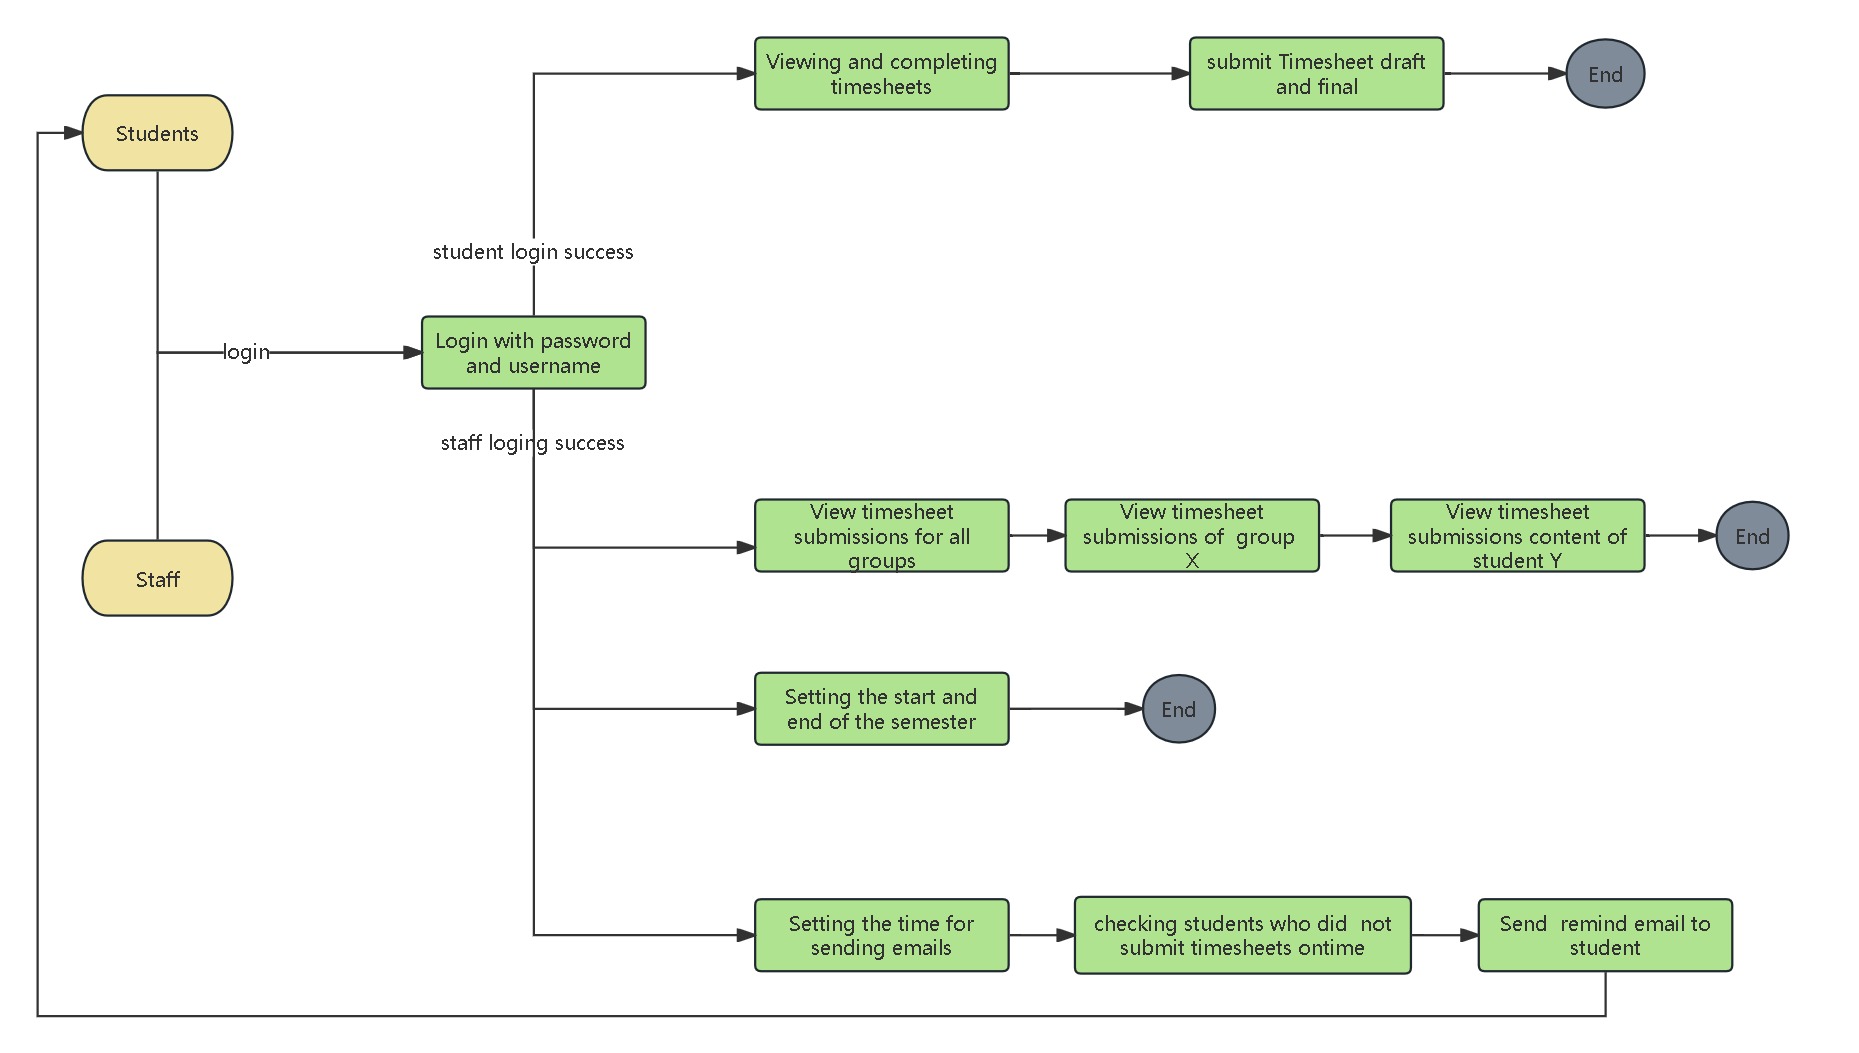 Viewing and completing
timesheets
submit Timesheet draft
and final
End
Students
student login success
login
Login with password
and username
staff loging success
View timesheet
submissions for all
groups
View timesheet
submissions of  group
X
View timesheet
submissions content of
student Y
End
Staff
Setting the start and
end of the semester
End
Setting the time for
sending emails
checking students who did  not
submit timesheets ontime
Send  remind email to
student